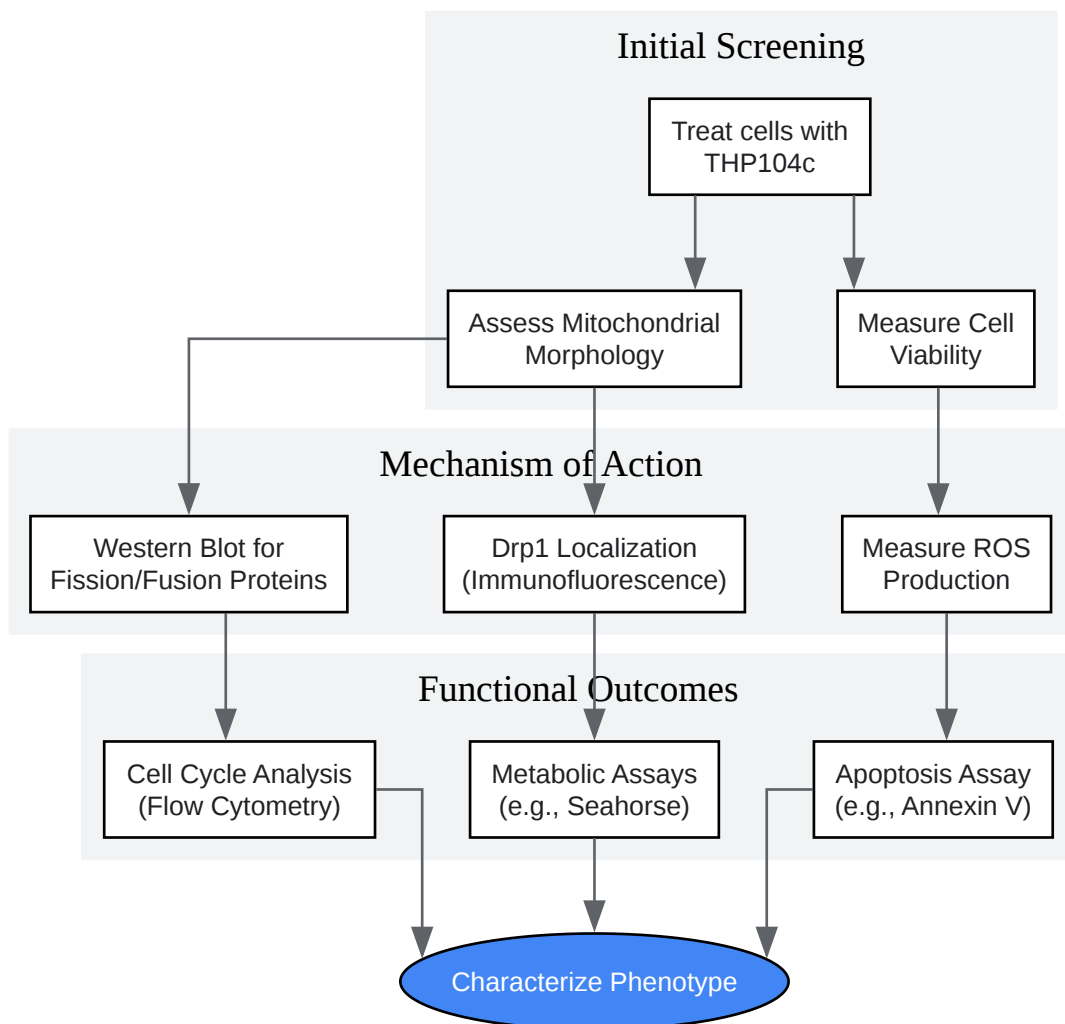 Initial Screening
Treat cells with
THP104c
Assess Mitochondrial
Morphology
Measure Cell
Viability
Mechanism of Action
Western Blot for
Fission/Fusion Proteins
Drp1 Localization
(Immunofluorescence)
Measure ROS
Production
Functional Outcomes
Cell Cycle Analysis
(Flow Cytometry)
Metabolic Assays
(e.g., Seahorse)
Apoptosis Assay
(e.g., Annexin V)
Characterize Phenotype